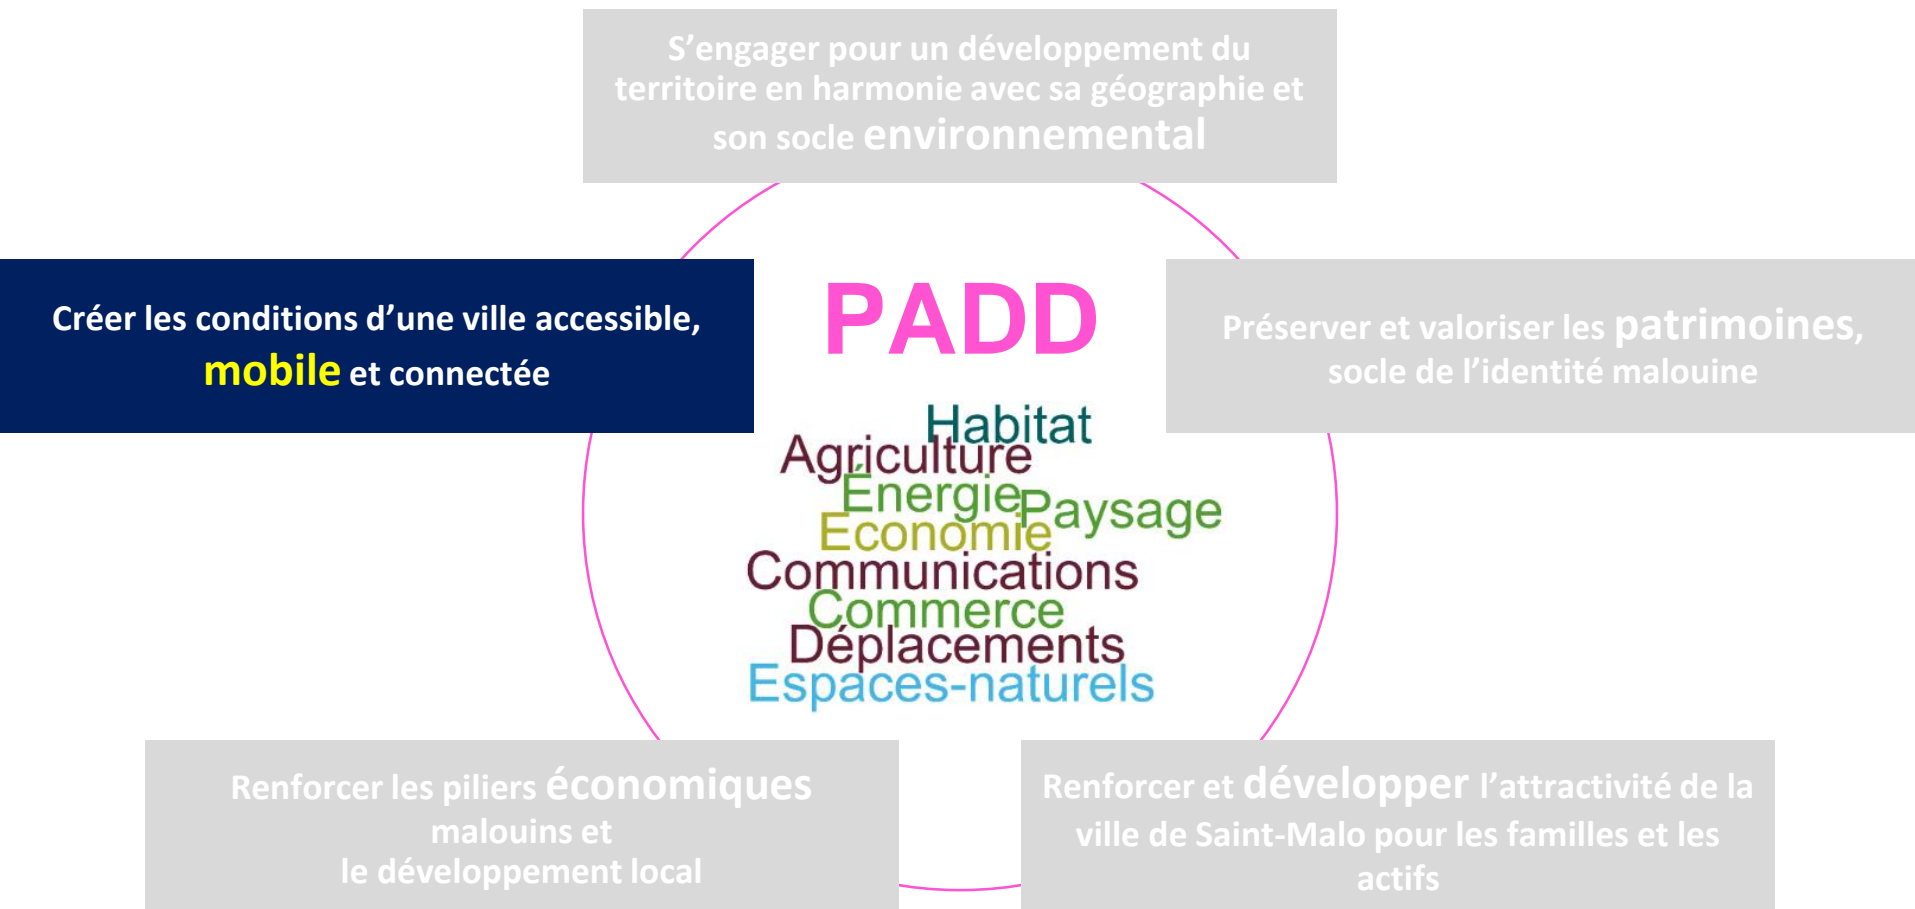 S’engager pour un développement du
territoire en harmonie avec sa géographie et
son socle environnemental
Créer les conditions d’une ville accessible,
mobile et connectée
PADD
Préserver et valoriser les patrimoines,
socle de l’identité malouine
Habitat
Agriculture
Énergie
Paysage
Economie
Communications
Commerce
Déplacements
Espaces-naturels
Renforcer les piliers économiques
malouins et
le développement local
Renforcer et développer l’attractivité de la
ville de Saint-Malo pour les familles et les
actifs